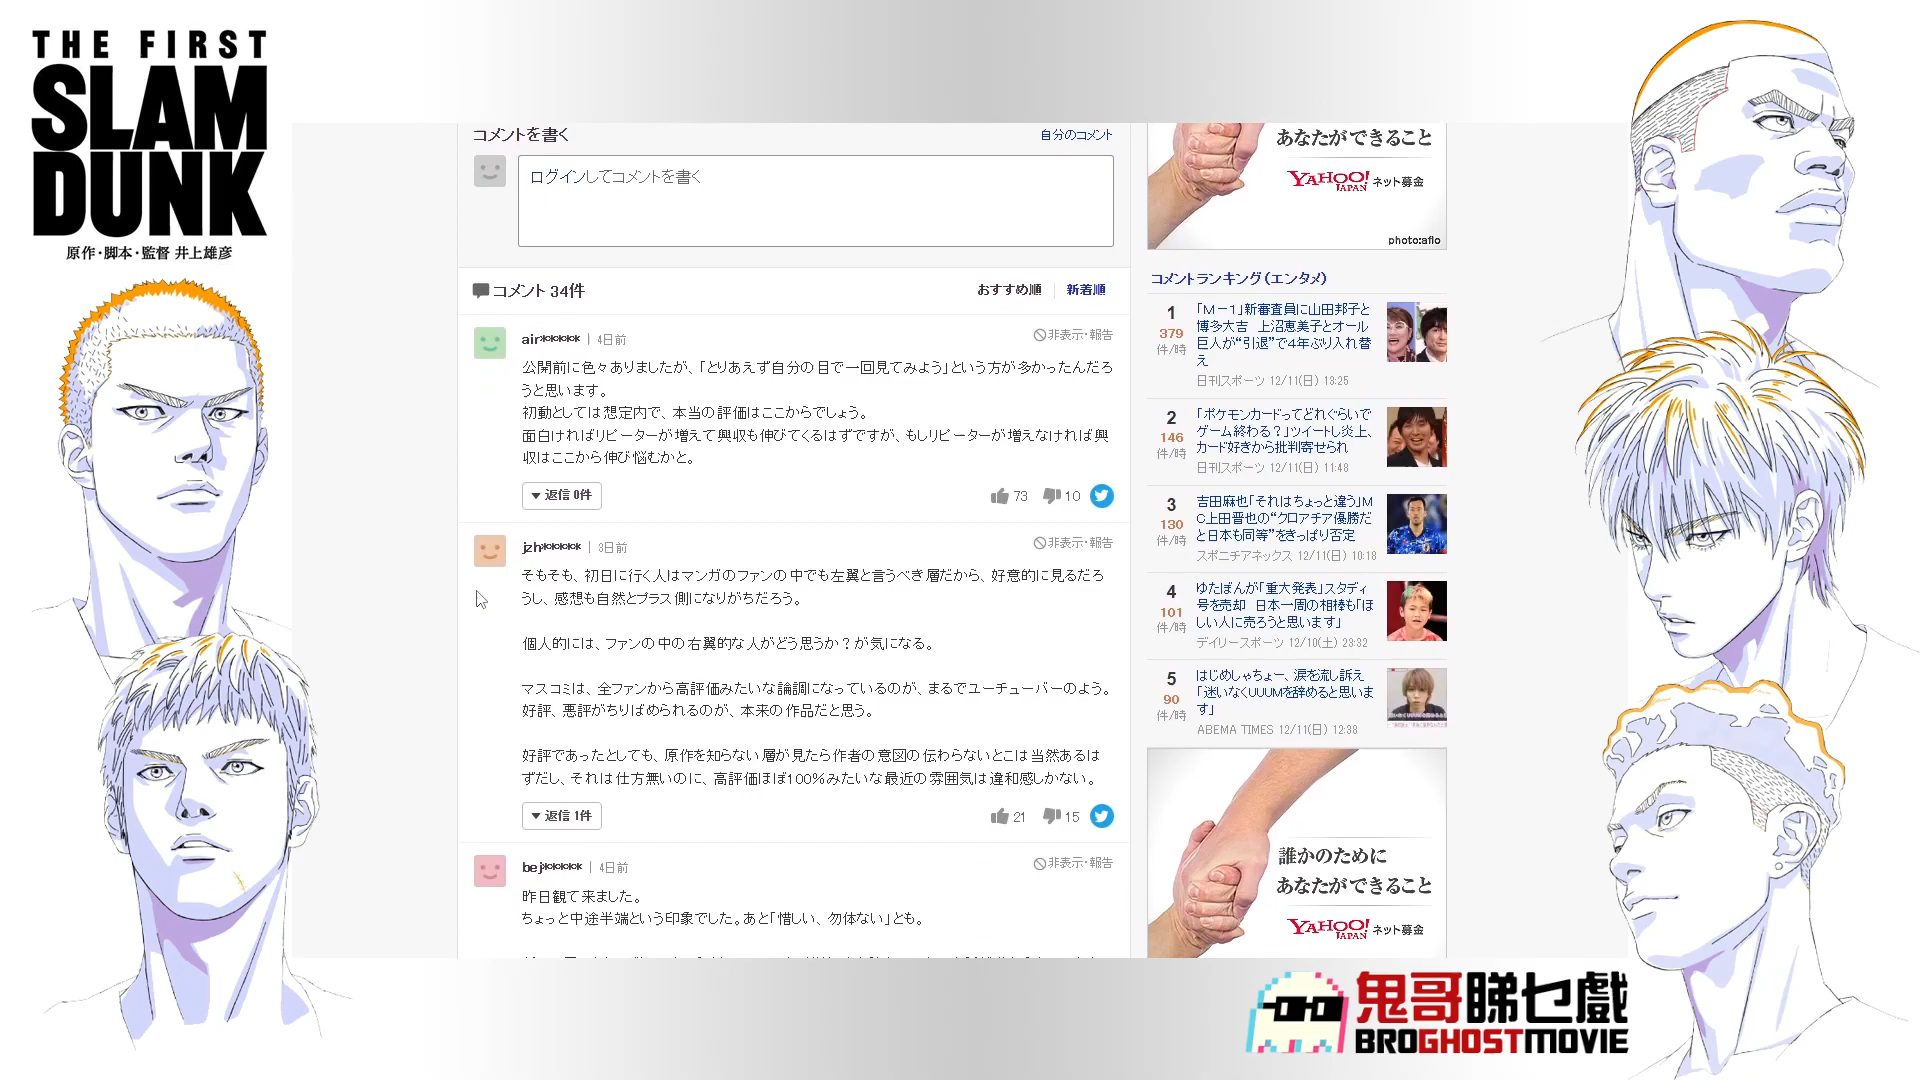 THE FIRST
SLAM
DUNK
原作・脚本・監督 井上雄彦
コメントを書く
自分のコメント
ログインしてコメントを書く
コメント 34件
おすすめ順
新着順
air*****
4日前
非表示・報告
公開前に色々ありましたが、「とりあえず自分の目で一回見てみよう」という方が多かったんだろ
うと思います。
初動としては想定内で、本当の評価はここからでしょう。
面白ければリピーターが増えて興収も伸びてくるはずですが、もしリピーターが増えなければ興
収はここから伸び悩むかと。
返信 0件
73
10
jzh*****
3日前
非表示・報告
そもそも、初日に行く人はマンガのファンの中でも左翼と言うべき層だから、好意的に見るだろ
うし、感想も自然とプラス側になりがちだろう。
個人的には、ファンの中の右翼的な人がどう思うか？が気になる。
マスコミは、全ファンから高評価みたいな論調になっているのが、まるでユーチューバーのよう。
好評、悪評がちりばめられるのが、本来の作品だと思う。
好評であったとしても、原作を知らない層が見たら作者の意図の伝わらないとこは当然あるは
ずだし、それは仕方無いのに、高評価ほぼ100%みたいな最近の雰囲気は違和感しかない。
返信 1件
21
15
bej*****
4日前
非表示・報告
昨日観て来ました。
ちょっと中途半端という印象でした。あと「惜しい、勿体ない」とも。
あなたができること
YAHOO! JAPAN ネット募金
photo:aflo
コメントランキング（エンタメ）
1
379
件/時
「M－1」新審査員に山田邦子と
博多大吉　上沼恵美子とオール
巨人が“引退”で4年ぶり入れ替
え
日刊スポーツ 12/11(日) 13:25
2
146
件/時
「ポケモンカードってどれぐらいで
ゲーム終わる？」ツイートし炎上、
カード好きから批判寄せられ
日刊スポーツ 12/11(日) 11:48
3
130
件/時
吉田麻也「それはちょっと違う」M
C上田晋也の“クロアチア優勝だ
と日本も同等”をきっぱり否定
スポニチアネックス 12/11(日) 10:18
4
101
件/時
ゆたぼんが「重大発表」スタディ
号を売却　日本一周の相棒も「ほ
しい人に売ろうと思います」
デイリースポーツ 12/10(土) 23:32
5
90
件/時
はじめしゃちょー、涙を流し訴え
「迷いなくUUUMを辞めると思いま
す」
ABEMA TIMES 12/11(日) 12:38
誰かのために
あなたができること
YAHOO! JAPAN ネット募金
鬼哥睇乜戲
BROGHOSTMOVIE